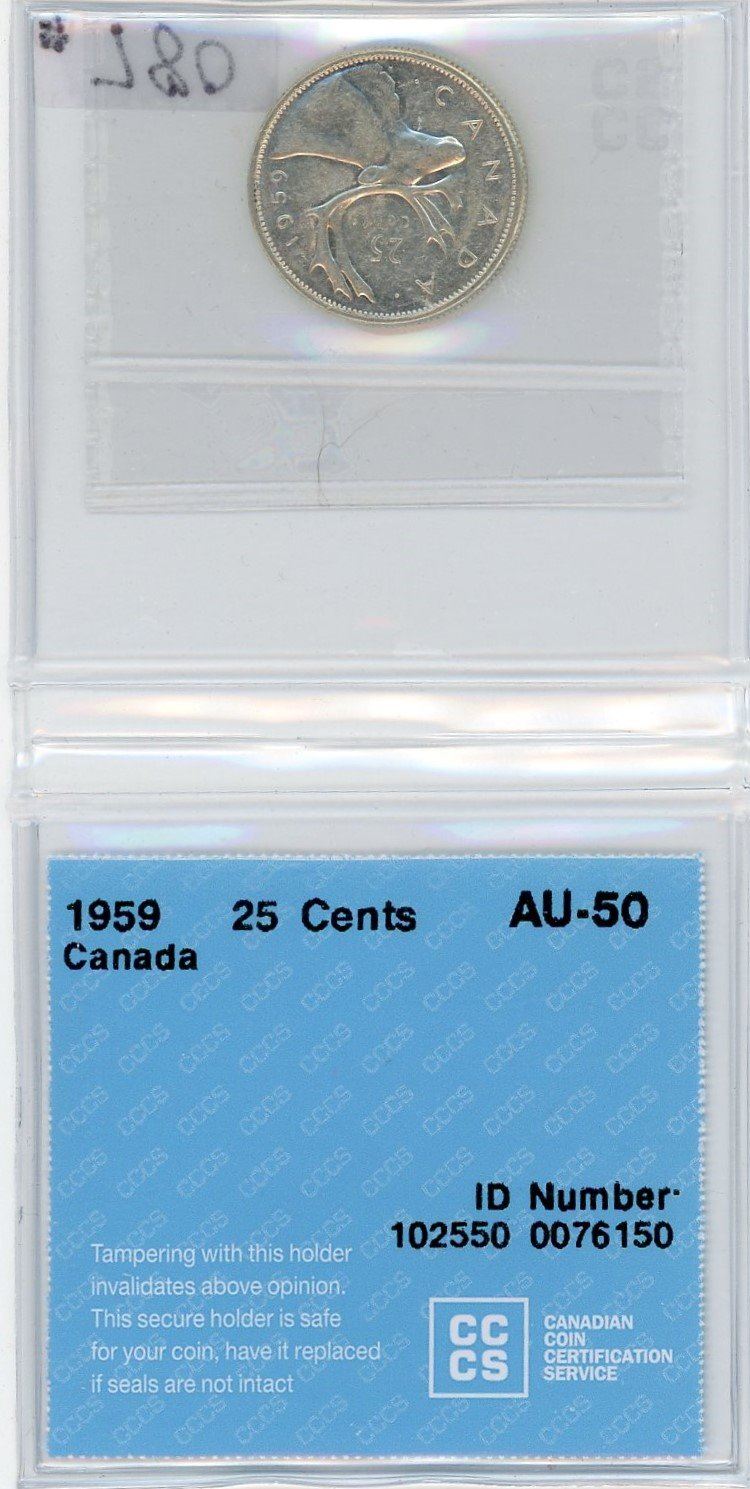 # 780
CANADA
1959
25
1959 25 Cents AU-50
Canada
ID Number·
102550 0076150
Tampering with this holder
invalidates above opinion.
This secure holder is safe
for your coin, have it replaced
if seals are not intact
CC
CS
CANADIAN
COIN
CERTIFICATION
SERVICE